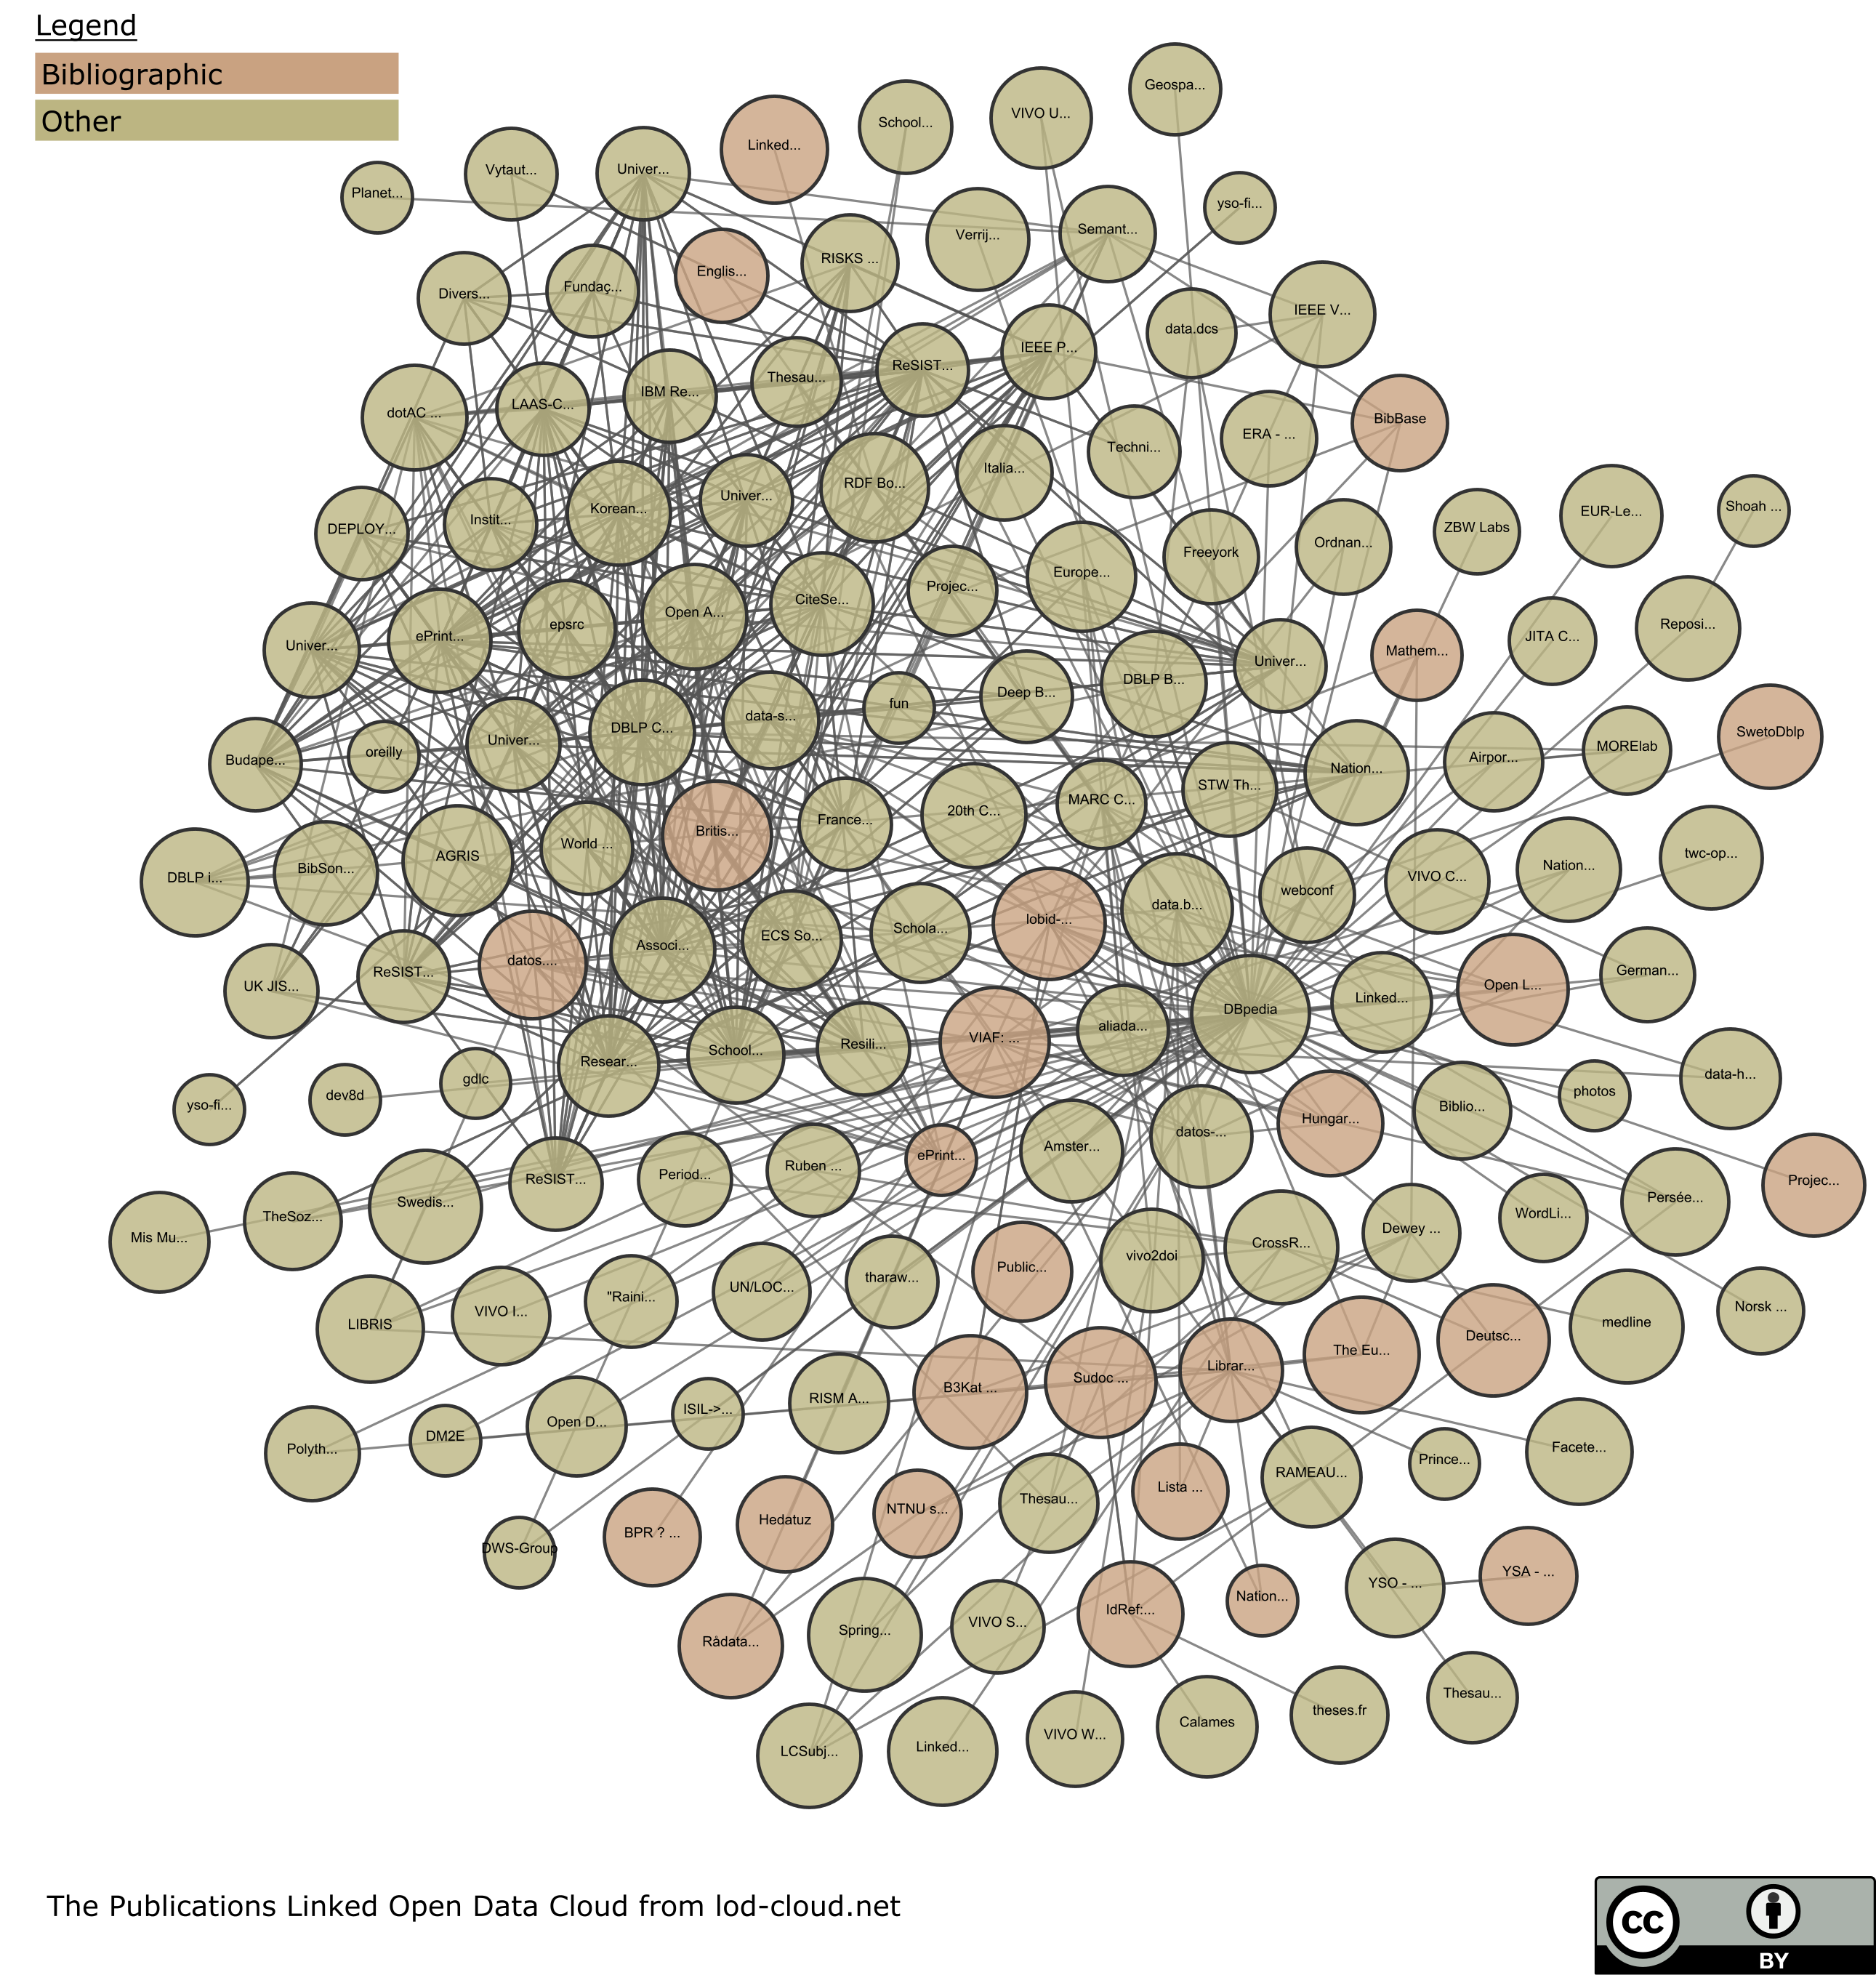 Legend
Bibliographic
Other
Geospa...
VIVO U...
School...
Linked...
Univer...
Vytaut...
Planet...
yso-fi...
Semant...
Verrij...
RISKS ...
Englis...
Fundaç...
Divers...
IEEE V...
data.dcs
IEEE P...
ReSIST...
Thesau...
IBM Re...
LAAS-C...
dotAC ...
BibBase
ERA - ...
Techni...
Italia...
RDF Bo...
Univer...
Korean...
Instit...
DEPLOY...
Shoah ...
EUR-Le...
ZBW Labs
Ordnan...
Freeyork
Europe...
Projec...
CiteSe...
Open A...
epsrc
ePrint...
Univer...
Reposi...
JITA C...
Mathem...
Univer...
DBLP B...
Deep B...
fun
data-s...
DBLP C...
Univer...
oreilly
Budape...
SwetoDblp
MORElab
Airpor...
Nation...
STW Th...
MARC C...
20th C...
France...
Britis...
World ...
AGRIS
BibSon...
DBLP i...
twc-op...
Nation...
VIVO C...
webconf
data.b...
lobid-...
Schola...
ECS So...
Associ...
datos....
ReSIST...
UK JIS...
German...
Open L...
Linked...
DBpedia
aliada...
VIAF: ...
Resili...
School...
Resear...
gdlc
dev8d
yso-fi...
data-h...
photos
Biblio...
Hungar...
datos-...
Amster...
ePrint...
Ruben ...
Period...
ReSIST...
Swedis...
TheSoz...
Mis Mu...
Projec...
Persée...
WordLi...
Dewey ...
CrossR...
vivo2doi
Public...
tharaw...
UN/LOC...
"Raini...
VIVO I...
LIBRIS
Norsk ...
medline
Deutsc...
The Eu...
Librar...
Sudoc ...
B3Kat ...
RISM A...
ISIL->...
Open D...
DM2E
Polyth...
Facete...
Prince...
RAMEAU...
Lista ...
Thesau...
NTNU s...
Hedatuz
BPR ? ...
DWS-Group
YSA - ...
YSO - ...
Nation...
IdRef:...
VIVO S...
Spring...
Rådata...
Thesau...
theses.fr
Calames
VIVO W...
Linked...
LCSubj...
The Publications Linked Open Data Cloud from lod-cloud.net
cc
BY